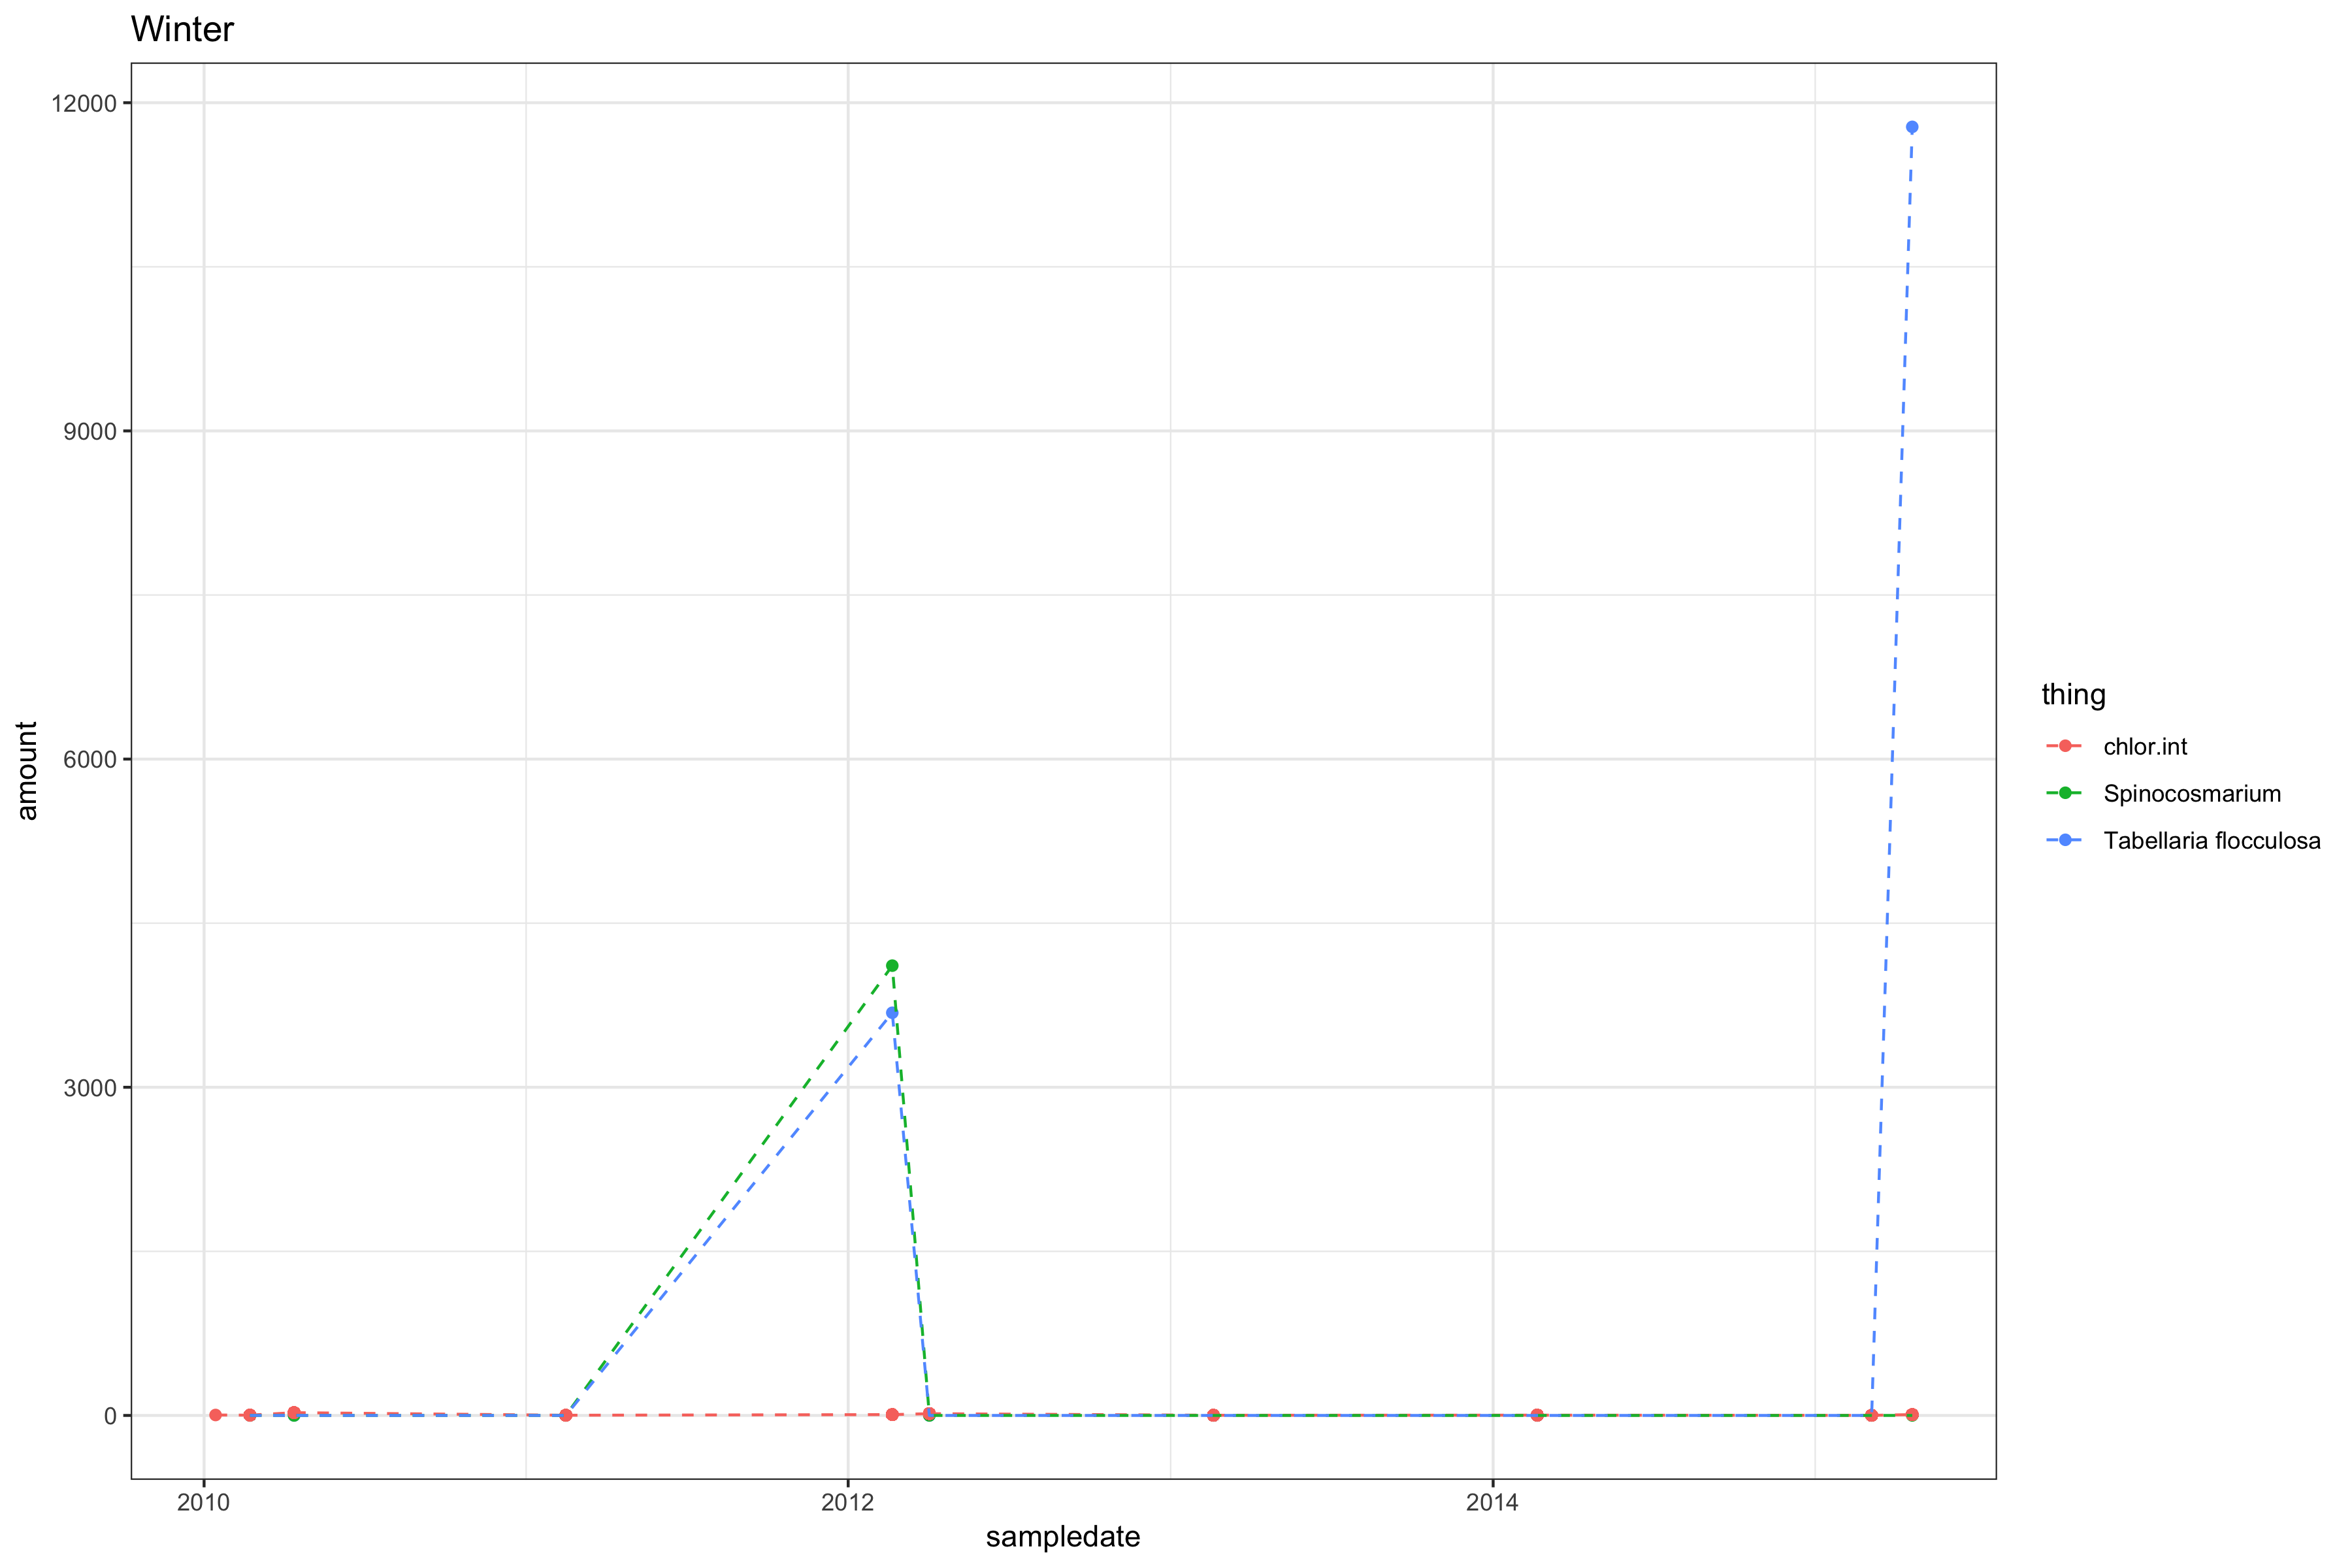 Winter
12000
9000
6000
3000
0
amount
2010
2012
2014
sampledate
thing
chlor.int
Spinocosmarium
Tabellaria flocculosa